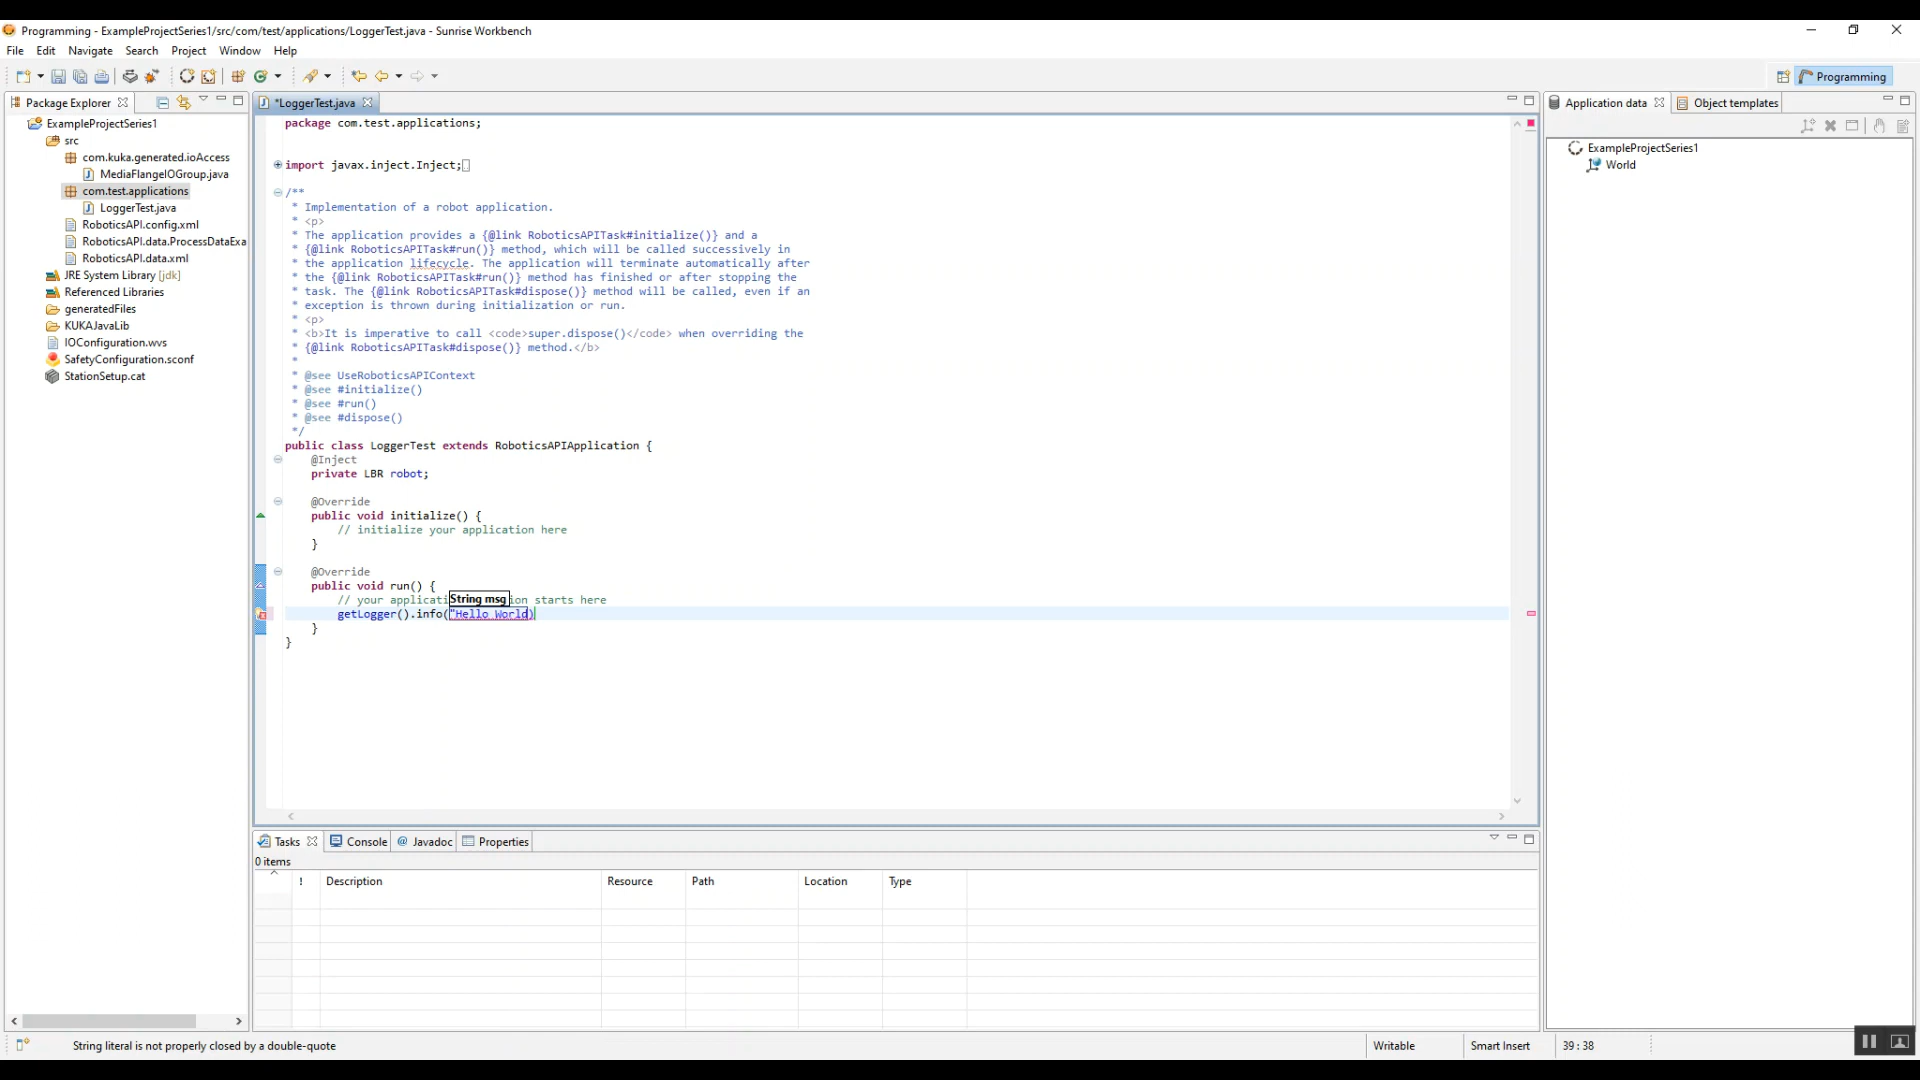 Programming - ExampleProjectSeries1/src/com/test/applications/LoggerTest.java - Sunrise Workbench
File Edit Navigate Search Project Window Help
Programming
Package Explorer
*LoggerTest.java
Application data
Object templates
ExampleProjectSeries1
src
com.kuka.generated.ioAccess
MediaFlangeIOGroup.java
com.test.applications
LoggerTest.java
RoboticsAPI.config.xml
RoboticsAPI.data.ProcessDataExa
RoboticsAPI.data.xml
JRE System Library [jdk]
Referenced Libraries
generatedFiles
KUKAJavaLib
IOConfiguration.wvs
SafetyConfiguration.sconf
StationSetup.cat
package com.test.applications;
import javax.inject.Inject;
/**
* Implementation of a robot application.
* <p>
* The application provides a {@link RoboticsAPITask#initialize()} and a
* {@link RoboticsAPITask#run()} method, which will be called successively in
* the application lifecycle. The application will terminate automatically after
* the {@link RoboticsAPITask#run()} method has finished or after stopping the
* task. The {@link RoboticsAPITask#dispose()} method will be called, even if an
* exception is thrown during initialization or run.
* <p>
* <b>It is imperative to call <code>super.dispose()</code> when overriding the
* {@link RoboticsAPITask#dispose()} method.</b>
*
* @see UseRoboticsAPIContext
* @see #initialize()
* @see #run()
* @see #dispose()
*/
public class LoggerTest extends RoboticsAPIApplication {
@Inject
private LBR robot;
@Override
public void initialize() {
// initialize your application here
}
@Override
public void run() {
// your applicati
String msg
ion starts here
getLogger().info("Hello World)
}
}
ExampleProjectSeries1
World
Tasks
Console
@ Javadoc
Properties
0 items
! Description Resource Path Location Type
String literal is not properly closed by a double-quote
Writable
Smart Insert
39 : 38